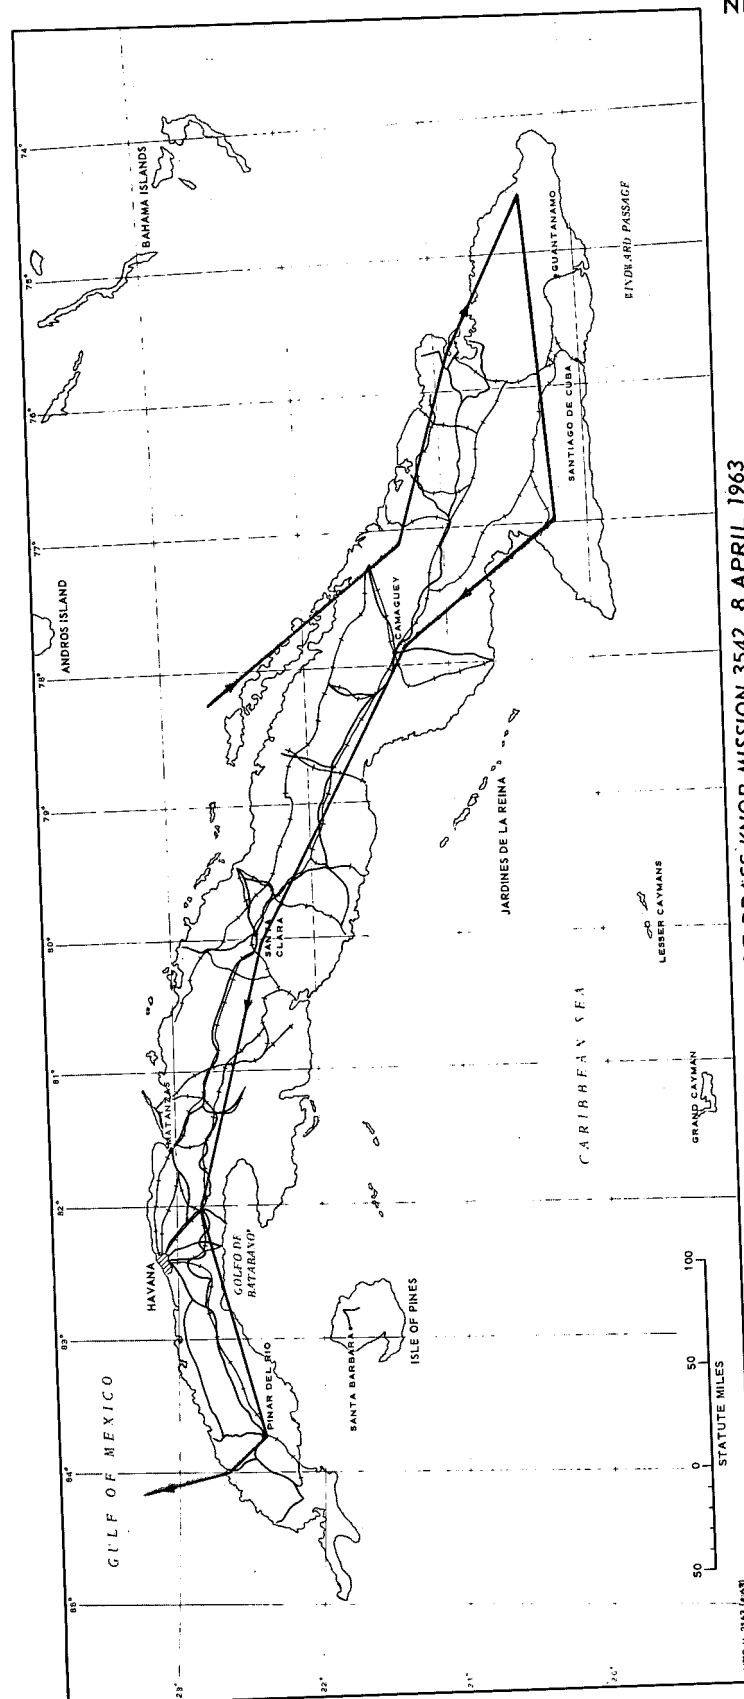 GULF OF MEXICO
HAVANA
MATANZAS
ANDROS ISLAND
BAHAMA ISLANDS
85°
84°
83°
82°
81°
80°
79°
78°
77°
76°
75°
74°
23°
22°
21°
20°
PINAR DEL RIO
GOLFO DE
BATABANO
SANTA
CLARA
CAMAGUEY
GUANTANAMO
SANTIAGO DE CUBA
WINDWARD PASSAGE
SANTA BARBARA
ISLE OF PINES
JARDINES DE LA REINA
CARIBBEAN SEA
LESSER CAYMANS
GRAND CAYMAN
50 0 50 100
STATUTE MILES
KNOB MISSION 3542, 8 APRIL 1963